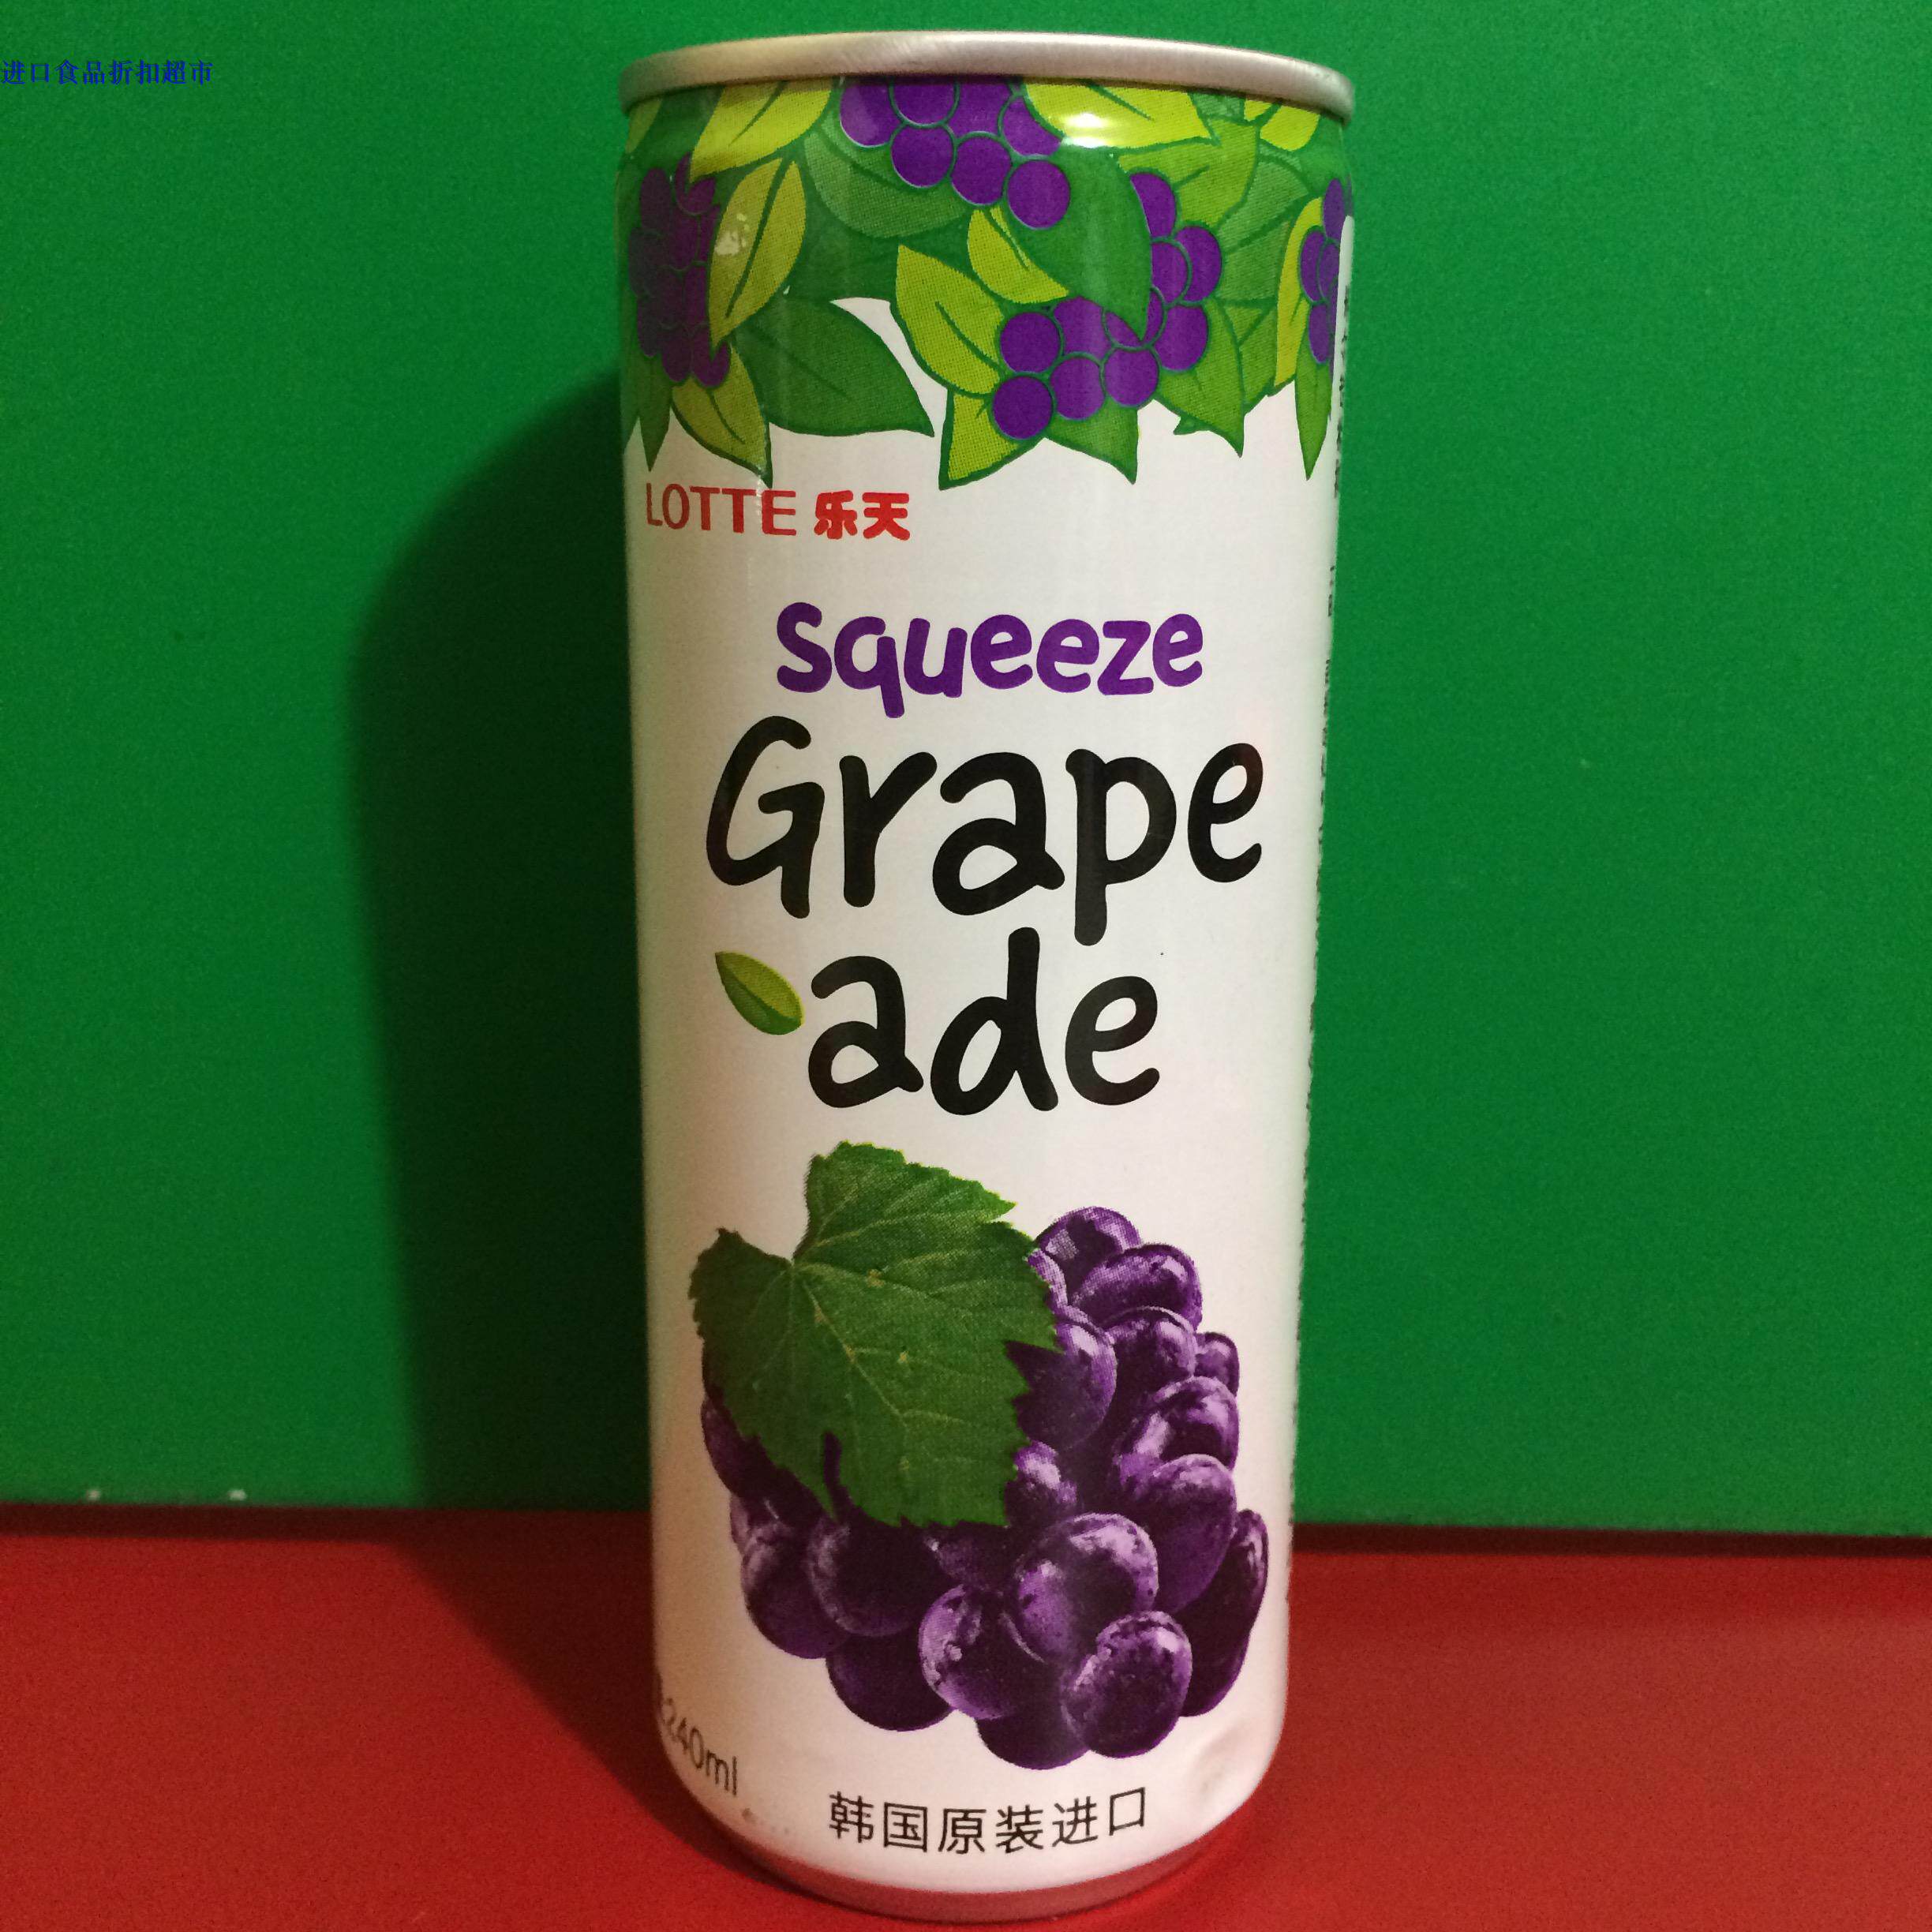 进口食品折扣超市
LOTTE 乐天
squeeze
Grape
ade
240ml
韩国原装进口